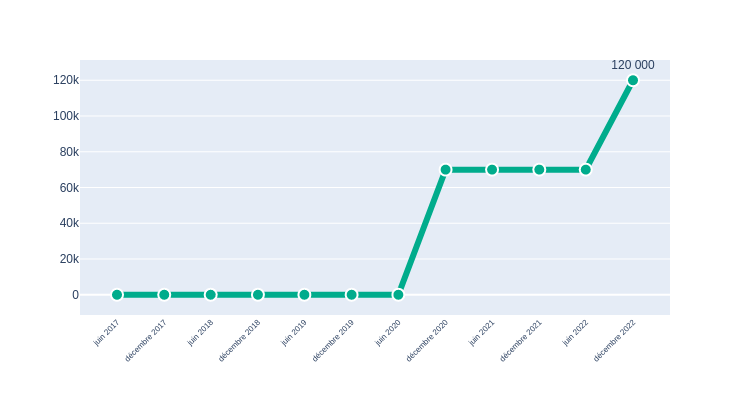 120 000
120k
100k
80k
60k
40k
20k
0
juin 2017
décembre 2017
juin 2018
décembre 2018
juin 2019
décembre 2019
juin 2020
décembre 2020
juin 2021
décembre 2021
juin 2022
décembre 2022